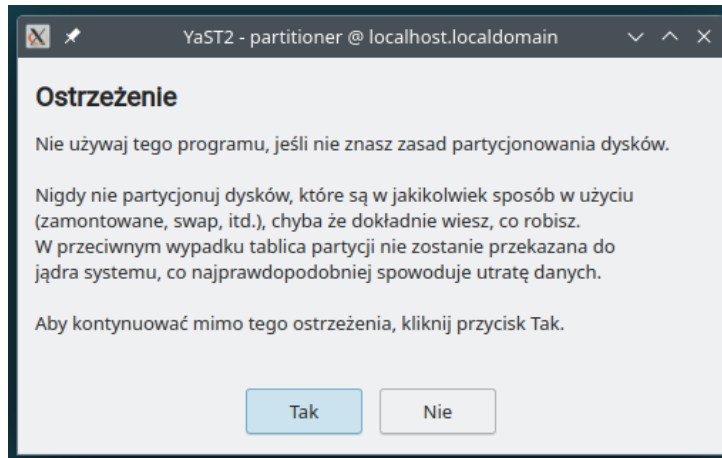 YaST2 - partitioner @ localhost.localdomain
Ostrzeżenie
Nie używaj tego programu, jeśli nie znasz zasad partycjonowania dysków.
Nigdy nie partycjonuj dysków, które są w jakikolwiek sposób w użyciu
(zamontowane, swap, itd.), chyba że dokładnie wiesz, co robisz.
W przeciwnym wypadku tablica partycji nie zostanie przekazana do
jądra systemu, co najprawdopodobniej spowoduje utratę danych.
Aby kontynuować mimo tego ostrzeżenia, kliknij przycisk Tak.
Tak Nie